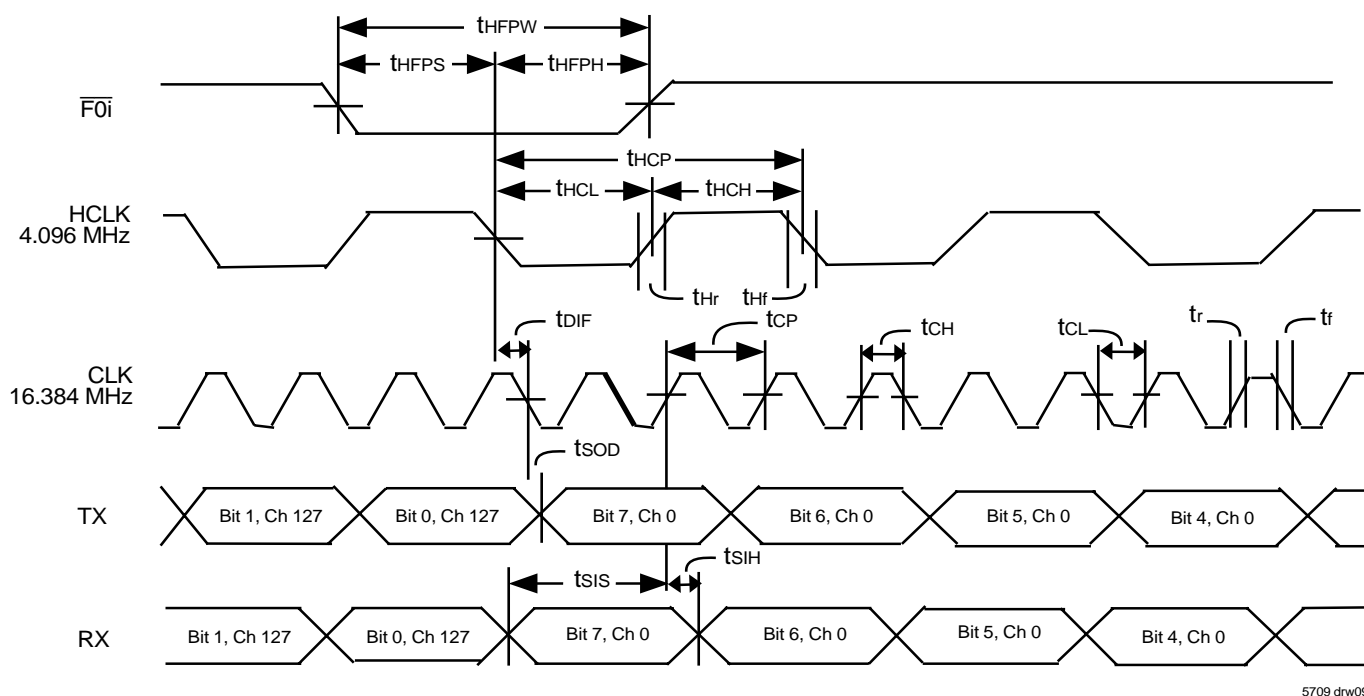 tHFPW
tHFPS tHFPH
F0i
tHCP
tHCL tHCH
HCLK
4.096 MHz
tHr tHf
tDIF tCP tCH tCL tr tf
CLK
16.384 MHz
tSOD
TX Bit 1, Ch 127 Bit 0, Ch 127 Bit 7, Ch 0 Bit 6, Ch 0 Bit 5, Ch 0 Bit 4, Ch 0
tSIH
tSIS
RX Bit 1, Ch 127 Bit 0, Ch 127 Bit 7, Ch 0 Bit 6, Ch 0 Bit 5, Ch 0 Bit 4, Ch 0
5709 drw09